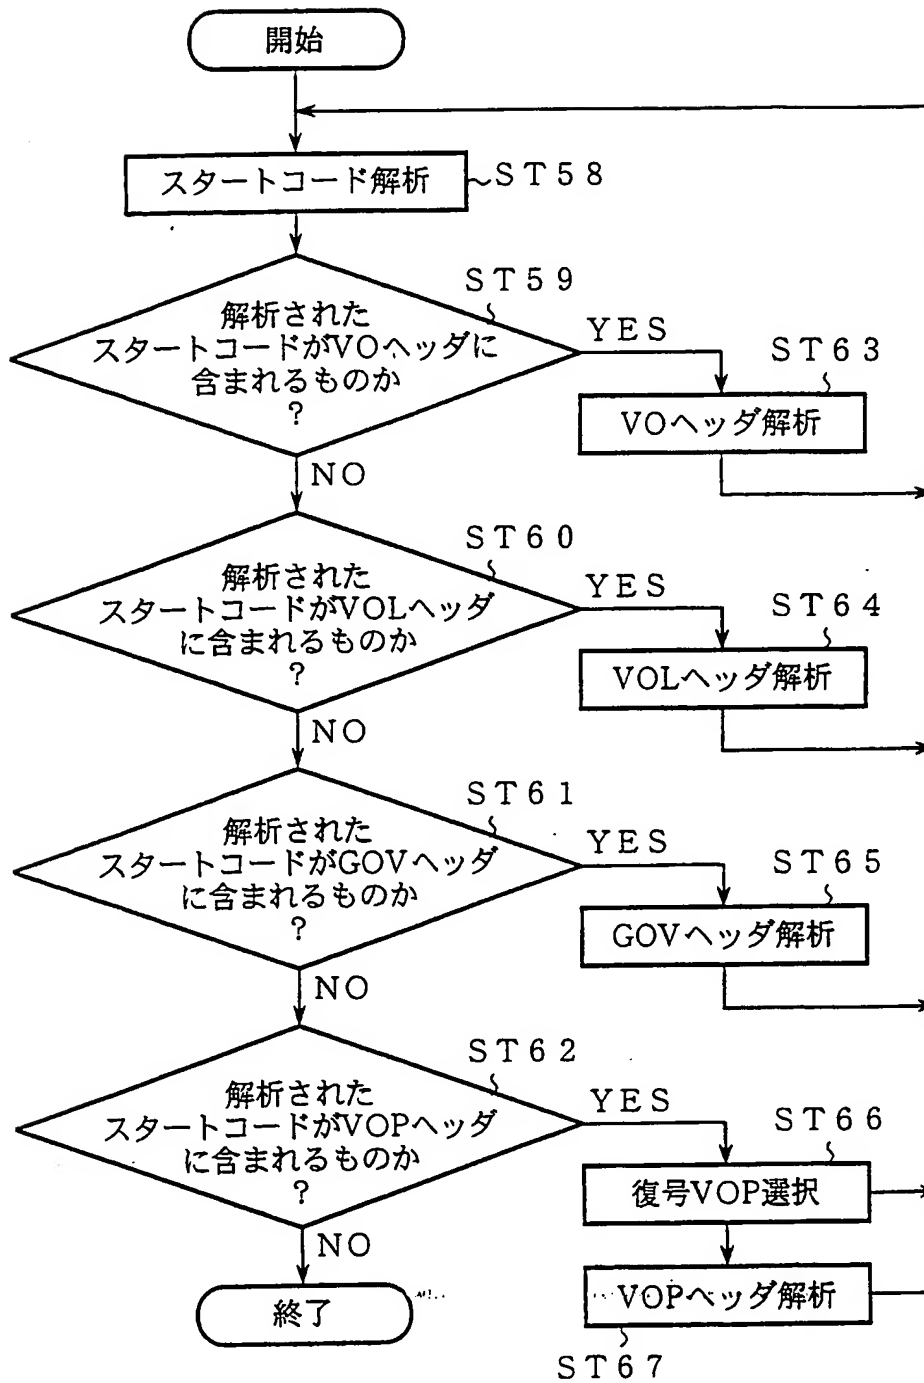 開始
スタートコード解析
ST58
ST59
解析された
スタートコードがVOヘッダに
含まれるものか
?
YES
ST63
VOヘッダ解析
NO
ST60
解析された
スタートコードがVOLヘッダ
に含まれるものか
?
YES
ST64
VOLヘッダ解析
NO
ST61
解析された
スタートコードがGOVヘッダ
に含まれるものか
?
YES
ST65
GOVヘッダ解析
NO
ST62
解析された
スタートコードがVOPヘッダ
に含まれるものか
?
YES
ST66
復号VOP選択
NO
VOPヘッダ解析
終了
ST67